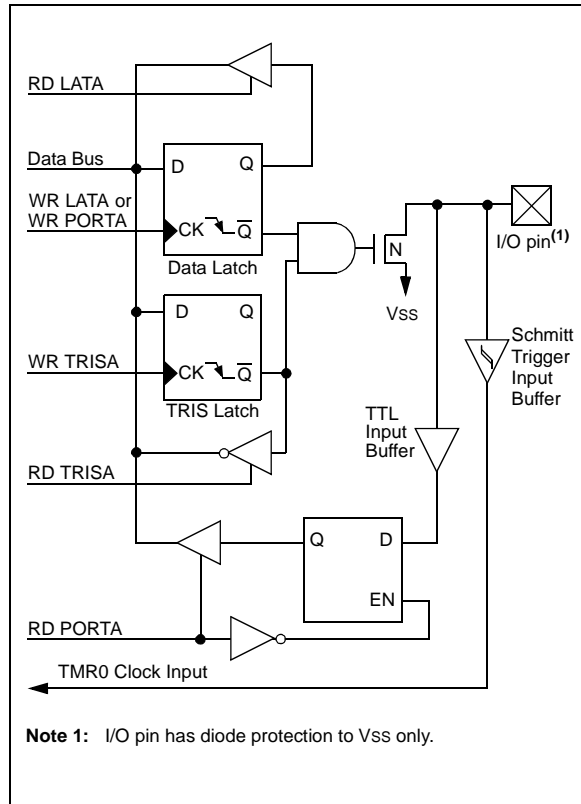 RD LATA
Data Bus
D Q
WR LATA or
WR PORTA
CK Q
Data Latch
N
I/O pin(1)
VSS
D Q
WR TRISA
CK Q
TRIS Latch
Schmitt
Trigger
Input
Buffer
TTL
Input
Buffer
RD TRISA
Q D
EN
RD PORTA
TMR0 Clock Input
Note 1: I/O pin has diode protection to VSS only.